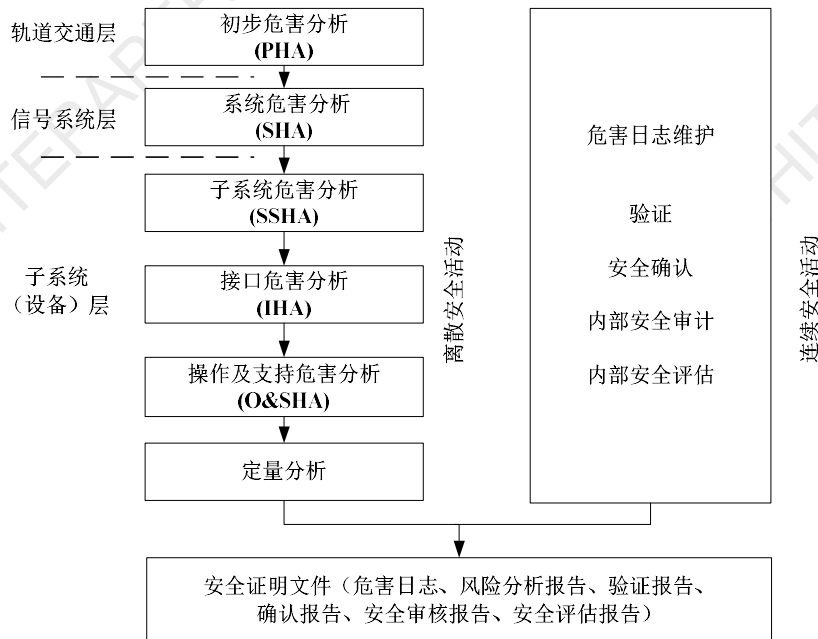 轨道交通层
初步危害分析
(PHA)
信号系统层
系统危害分析
(SHA)
子系统危害分析
(SSHA)
子系统
（设备）层
接口危害分析
(IHA)
操作及支持危害分析
(O&SHA)
定量分析
离散安全活动
危害日志维护
验证
安全确认
内部安全审计
内部安全评估
连续安全活动
安全证明文件（危害日志、风险分析报告、验证报告、
确认报告、安全审核报告、安全评估报告）